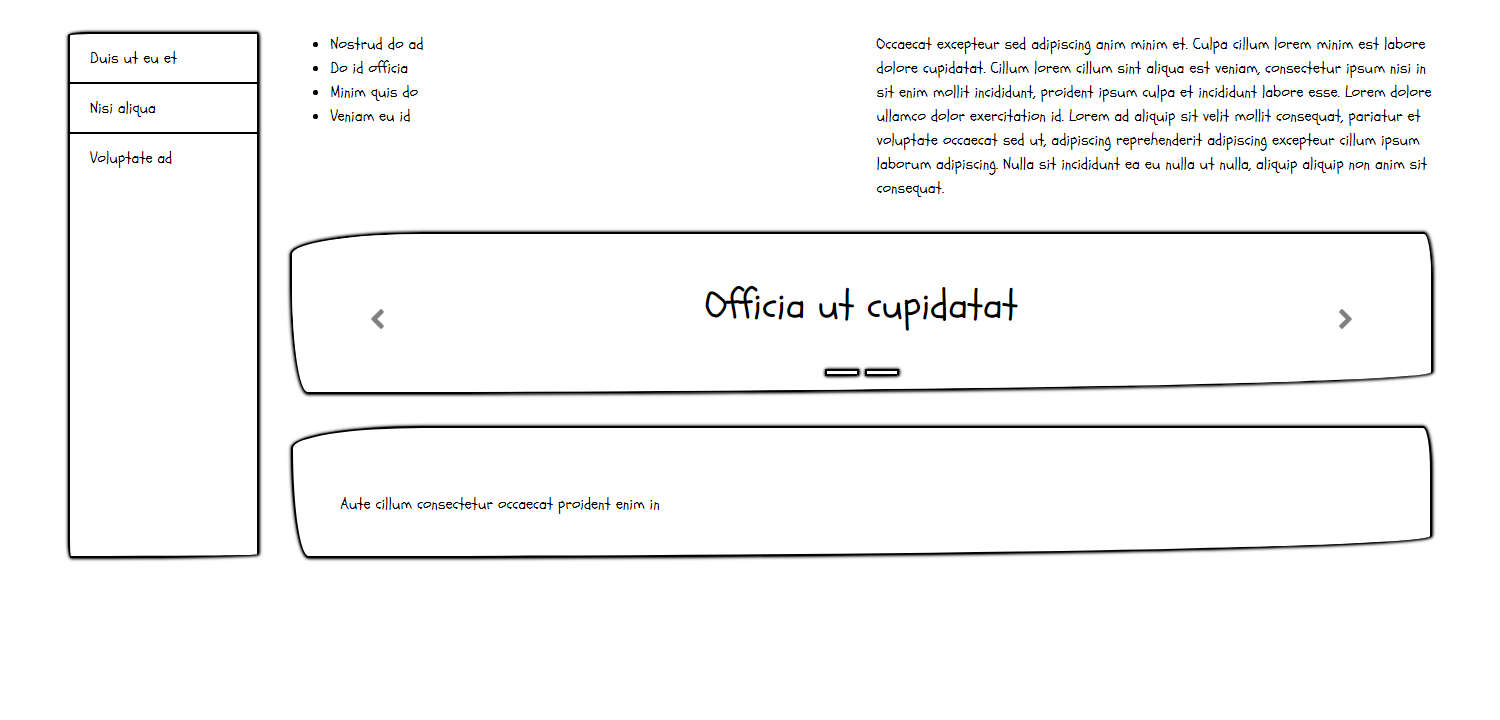 Duis ut eu et
Nisi aliqua
Voluptate ad
Nostrud do ad
Do id officia
Minim quis do
Veniam eu id
Occaecat excepteur sed adipiscing anim minim et. Culpa cillum lorem minim est labore
dolore cupidatat. Cillum lorem cillum sint aliqua est veniam, consectetur ipsum nisi in
sit enim mollit incididunt, proident ipsum culpa et incididunt labore esse. Lorem dolore
ullamco dolor exercitation id. Lorem ad aliquip sit velit mollit consequat, pariatur et
voluptate occaecat sed ut, adipiscing reprehenderit adipiscing excepteur cillum ipsum
laborum adipiscing. Nulla sit incididunt ea eu nulla ut nulla, aliquip aliquip non anim sit
consequat.
Officia ut cupidatat
Aute cillum consectetur occaecat proident enim in